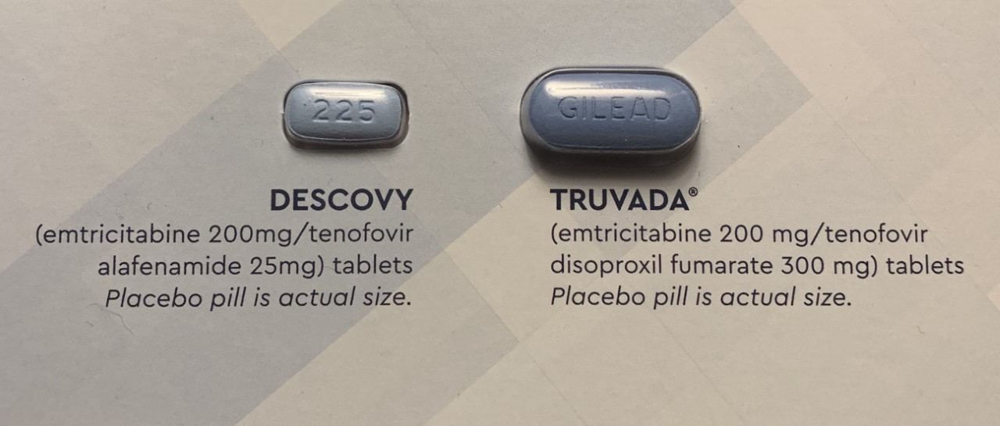 225
DESCOVY
(emtricitabine 200mg/tenofovir
alafenamide 25mg) tablets
Placebo pill is actual size.
GILEAD
TRUVADA®
(emtricitabine 200 mg/tenofovir
disoproxil fumarate 300 mg) tablets
Placebo pill is actual size.